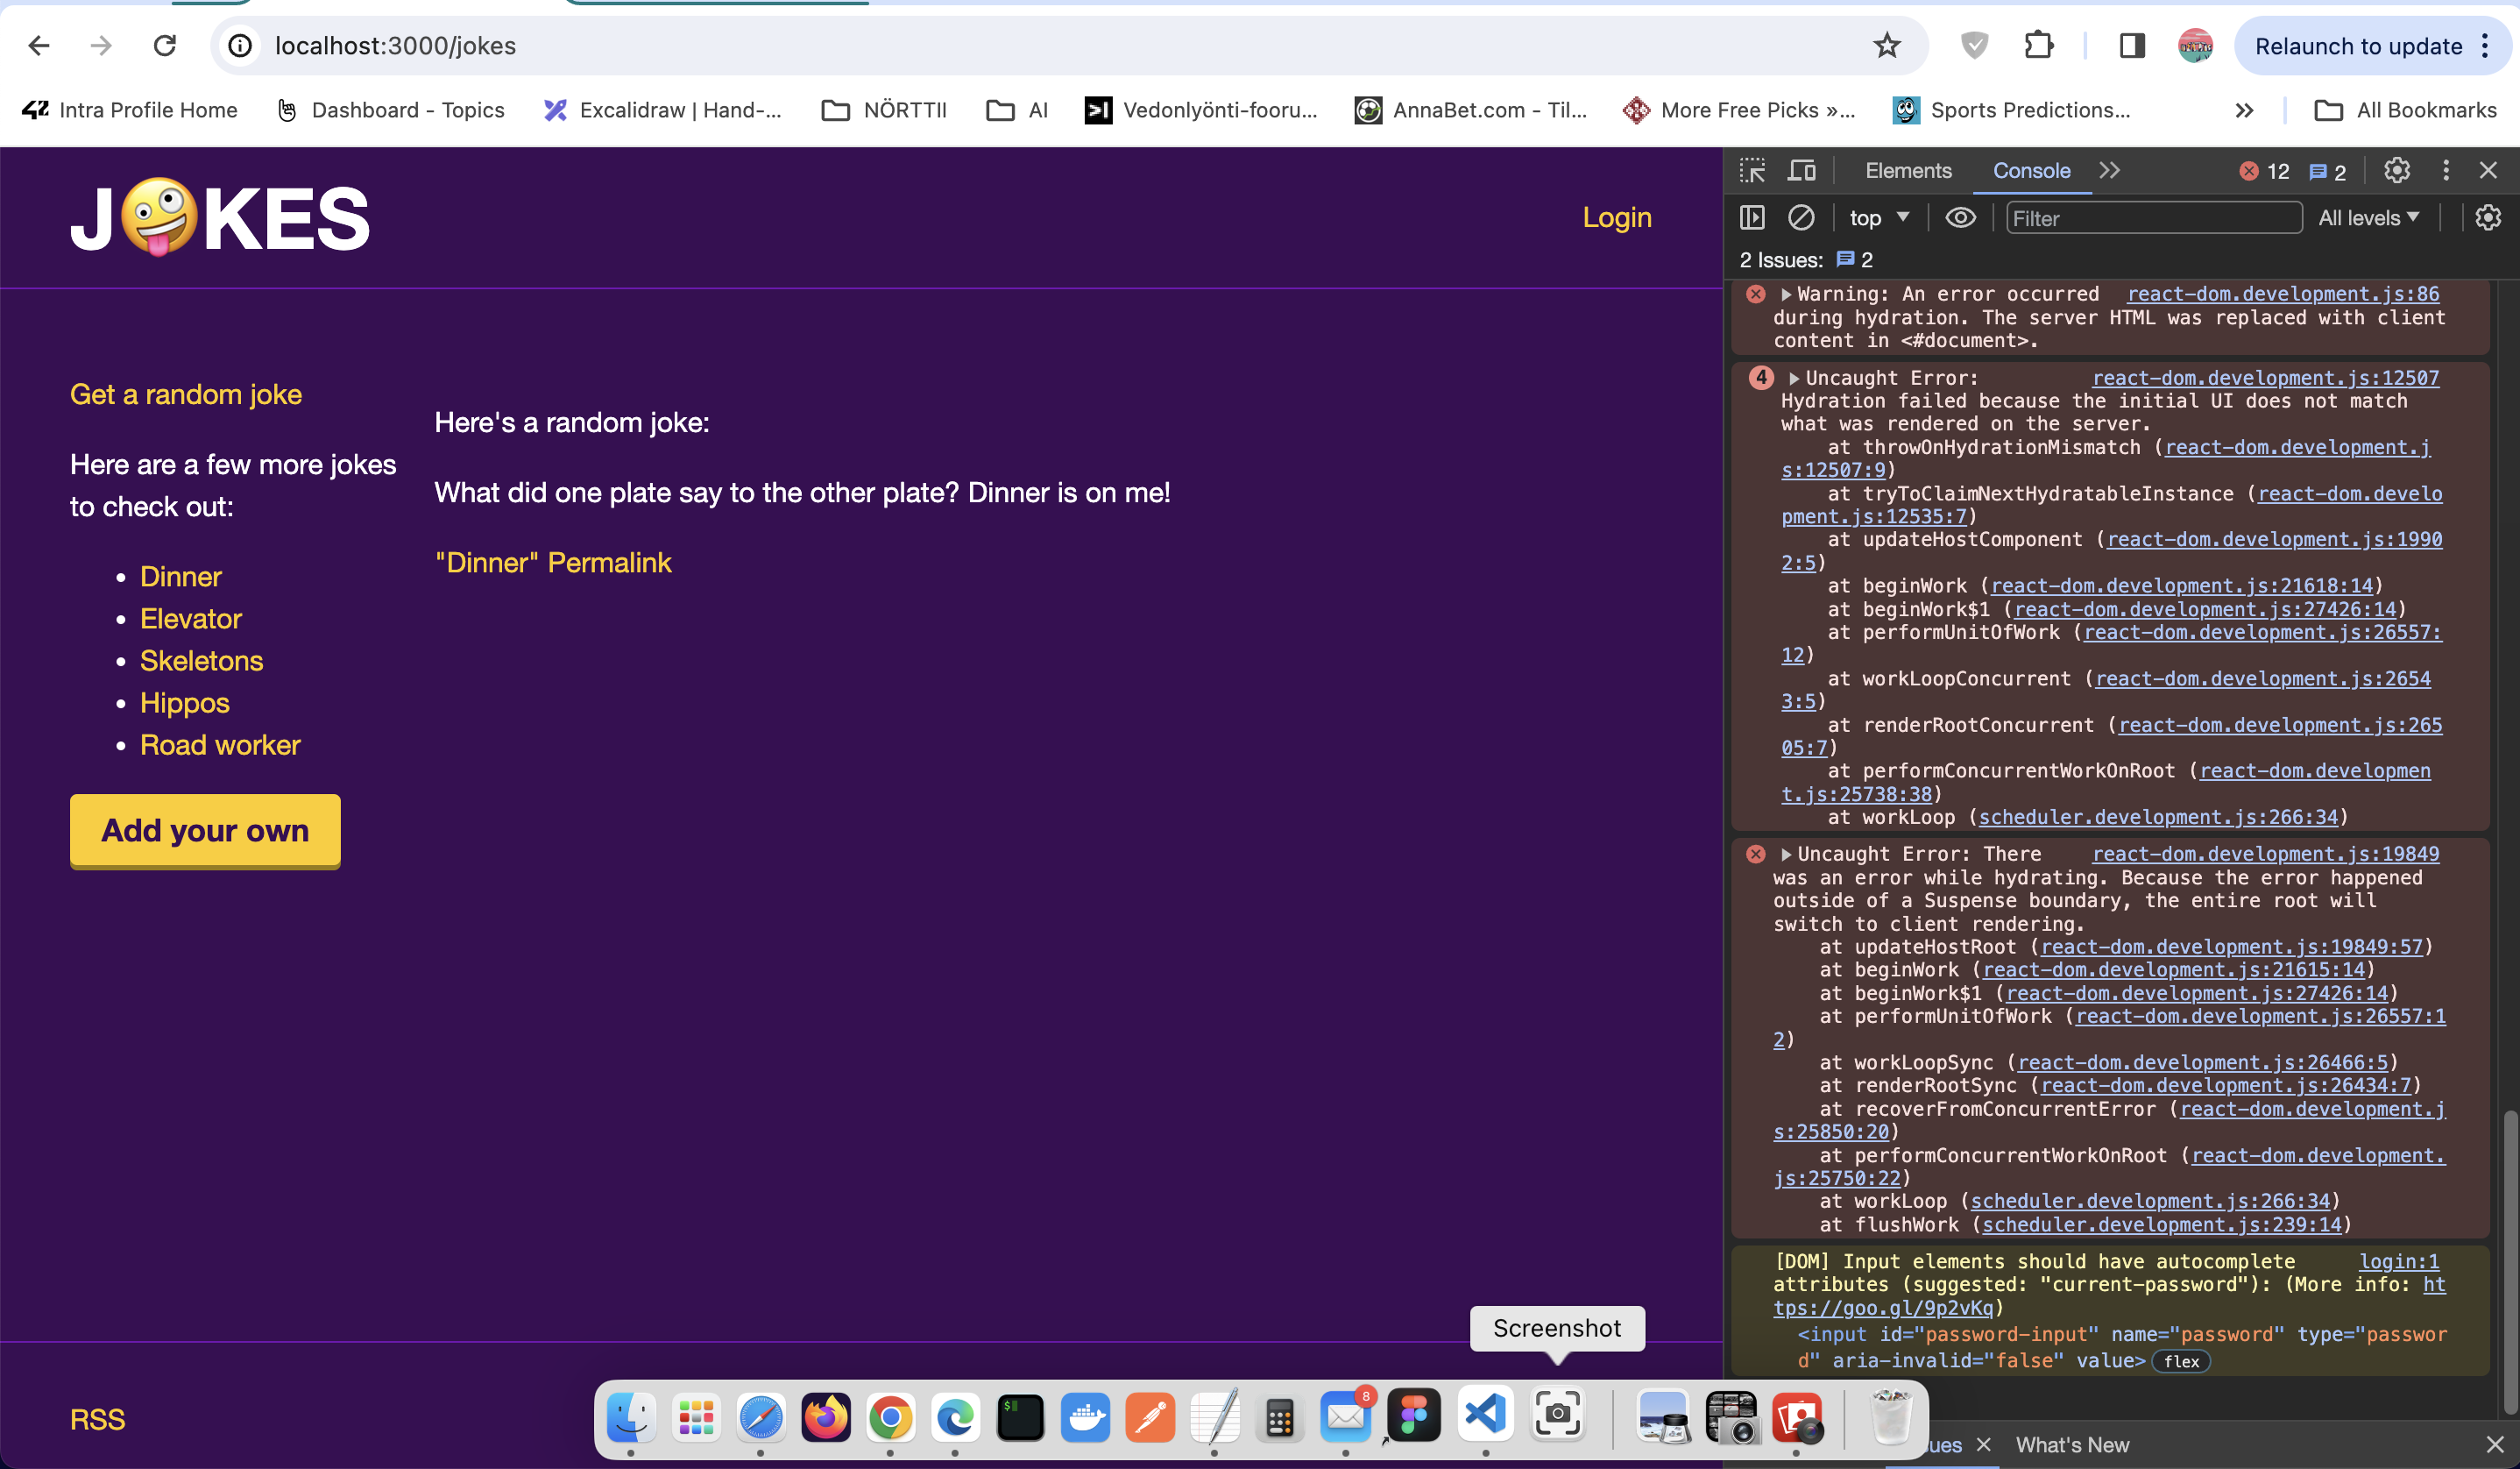 localhost:3000/jokes
Relaunch to update
Intra Profile Home
Dashboard - Topics
Excalidraw | Hand-...
NÖRTTII
AI
Vedonlyönti-fooru...
AnnaBet.com - Til...
More Free Picks »...
Sports Predictions...
All Bookmarks
J🤪KES
Login
Get a random joke
Here are a few more jokes
to check out:
Dinner
Elevator
Skeletons
Hippos
Road worker
Add your own
Here's a random joke:
What did one plate say to the other plate? Dinner is on me!
"Dinner" Permalink
RSS
Screenshot
8
Elements
Console
12
2
top
Filter
All levels
2 Issues: 2
Warning: An error occurred react-dom.development.js:86
during hydration. The server HTML was replaced with client
content in <#document>.
4 Uncaught Error: react-dom.development.js:12507
Hydration failed because the initial UI does not match
what was rendered on the server.
at throwOnHydrationMismatch (react-dom.development.j
s:12507:9)
at tryToClaimNextHydratableInstance (react-dom.develo
pment.js:12535:7)
at updateHostComponent (react-dom.development.js:1990
2:5)
at beginWork (react-dom.development.js:21618:14)
at beginWork$1 (react-dom.development.js:27426:14)
at performUnitOfWork (react-dom.development.js:26557:
12)
at workLoopConcurrent (react-dom.development.js:2654
3:5)
at renderRootConcurrent (react-dom.development.js:265
05:7)
at performConcurrentWorkOnRoot (react-dom.developmen
t.js:25738:38)
at workLoop (scheduler.development.js:266:34)
Uncaught Error: There react-dom.development.js:19849
was an error while hydrating. Because the error happened
outside of a Suspense boundary, the entire root will
switch to client rendering.
at updateHostRoot (react-dom.development.js:19849:57)
at beginWork (react-dom.development.js:21615:14)
at beginWork$1 (react-dom.development.js:27426:14)
at performUnitOfWork (react-dom.development.js:26557:1
2)
at workLoopSync (react-dom.development.js:26466:5)
at renderRootSync (react-dom.development.js:26434:7)
at recoverFromConcurrentError (react-dom.development.j
s:25850:20)
at performConcurrentWorkOnRoot (react-dom.development.
js:25750:22)
at workLoop (scheduler.development.js:266:34)
at flushWork (scheduler.development.js:239:14)
[DOM] Input elements should have autocomplete login:1
attributes (suggested: "current-password"): (More info: ht
tps://goo.gl/9p2vKq)
<input id="password-input" name="password" type="passwor
d" aria-invalid="false" value> flex
What's New